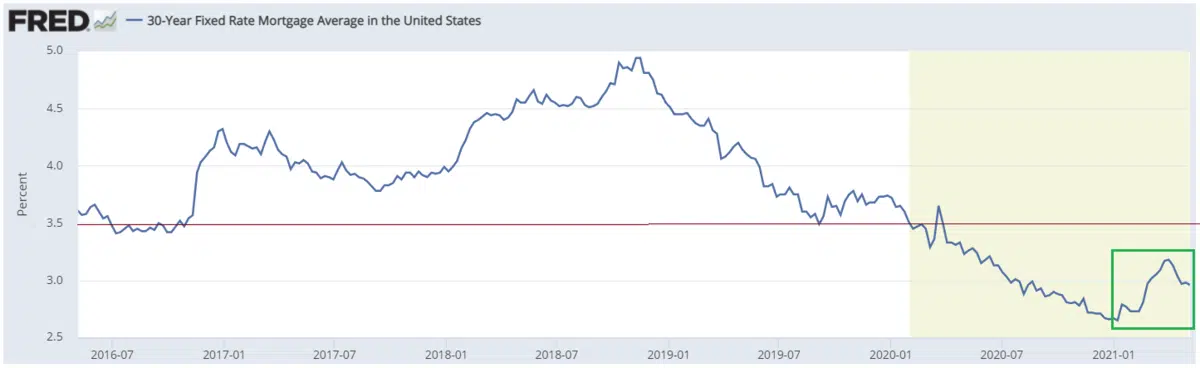 FRED 30-Year Fixed Rate Mortgage Average in the United States
5.0
4.5
4.0
3.5
3.0
2.5
Percent
2016-07 2017-01 2017-07 2018-01 2018-07 2019-01 2019-07 2020-01 2020-07 2021-01